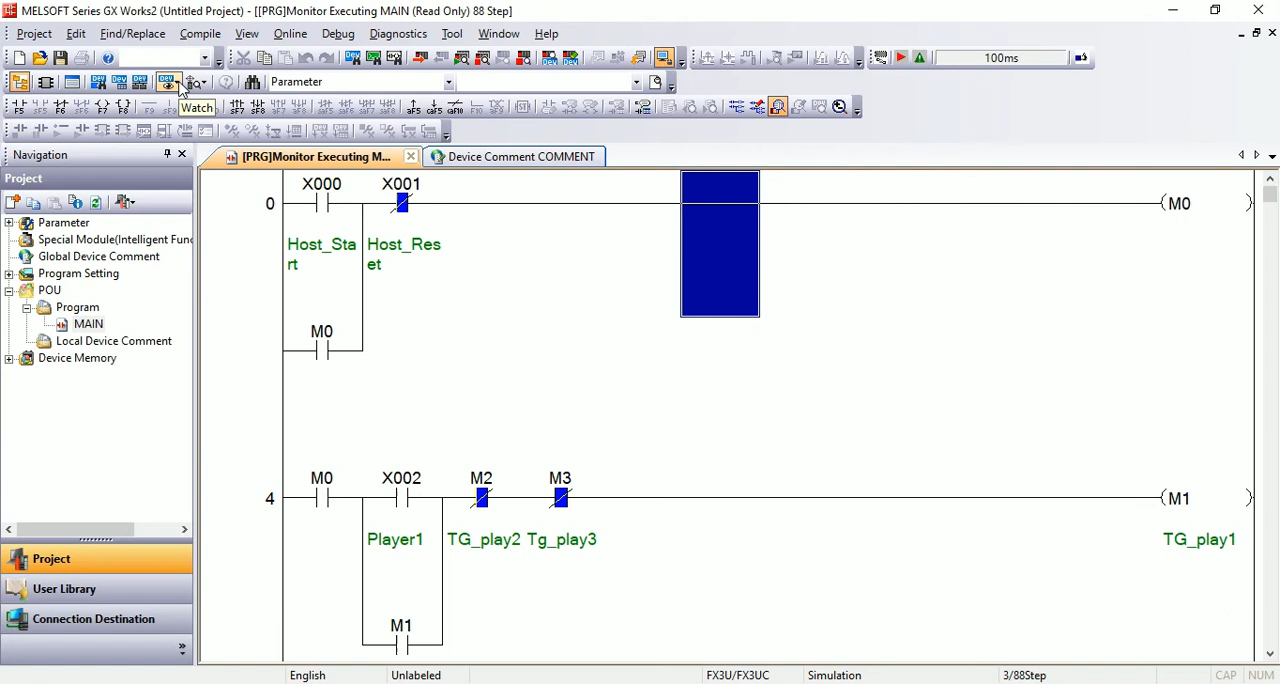 MELSOFT Series GX Works2 (Untitled Project) - [[PRG]Monitor Executing MAIN (Read Only) 88 Step]
Project Edit Find/Replace Compile View Online Debug Diagnostics Tool Window Help
100ms
Parameter
Watch
Navigation
[PRG]Monitor Executing M...
Device Comment COMMENT
Project
Parameter
Special Module(Intelligent Func
Global Device Comment
Program Setting
POU
Program
MAIN
Local Device Comment
Device Memory
Project
User Library
Connection Destination
X000 X001
0 (M0 )
Host_Sta Host_Res
rt et
M0
M0 X002 M2 M3
4 (M1 )
Player1 TG_play2 Tg_play3 TG_play1
M1
English Unlabeled FX3U/FX3UC Simulation 3/88Step CAP NUM